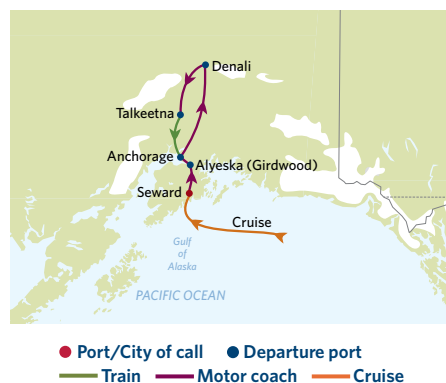 Denali
Talkeetna
Anchorage
Alyeska (Girdwood)
Seward
Cruise
Gulf
of
Alaska
PACIFIC OCEAN
Port/City of call
Departure port
Train
Motor coach
Cruise